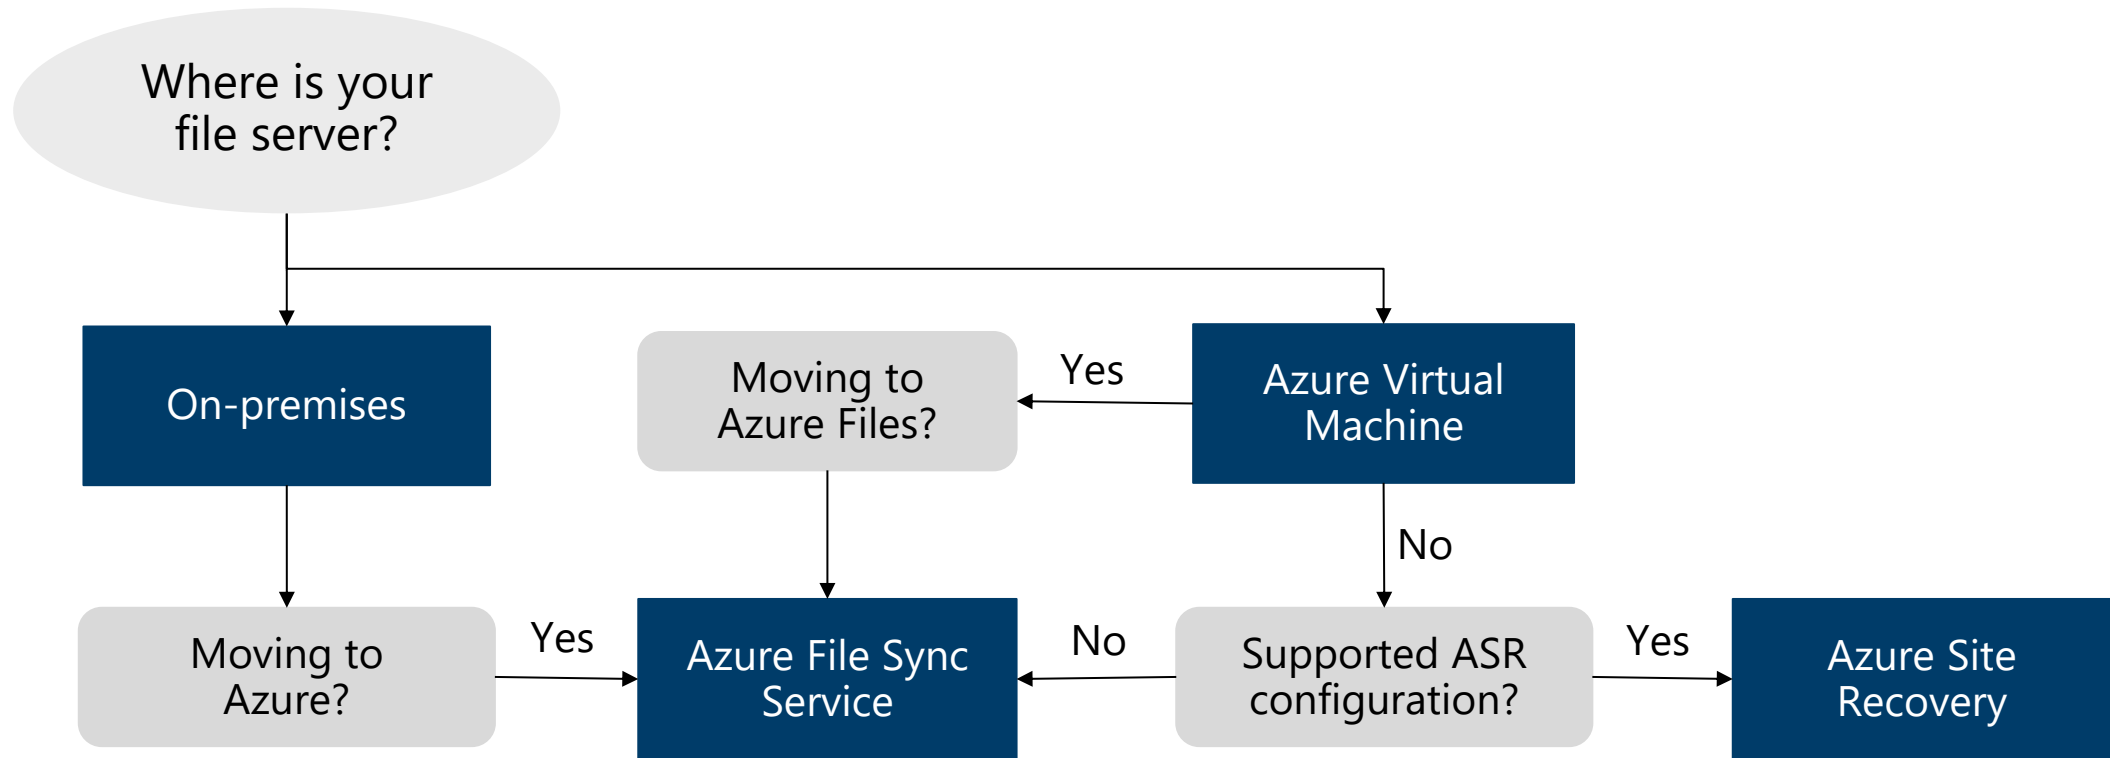 Where is your
file server?
On-premises
Moving to
Azure Files?
Yes
Azure Virtual
Machine
No
Moving to
Azure?
Yes
Azure File Sync
Service
No
Supported ASR
configuration?
Yes
Azure Site
Recovery